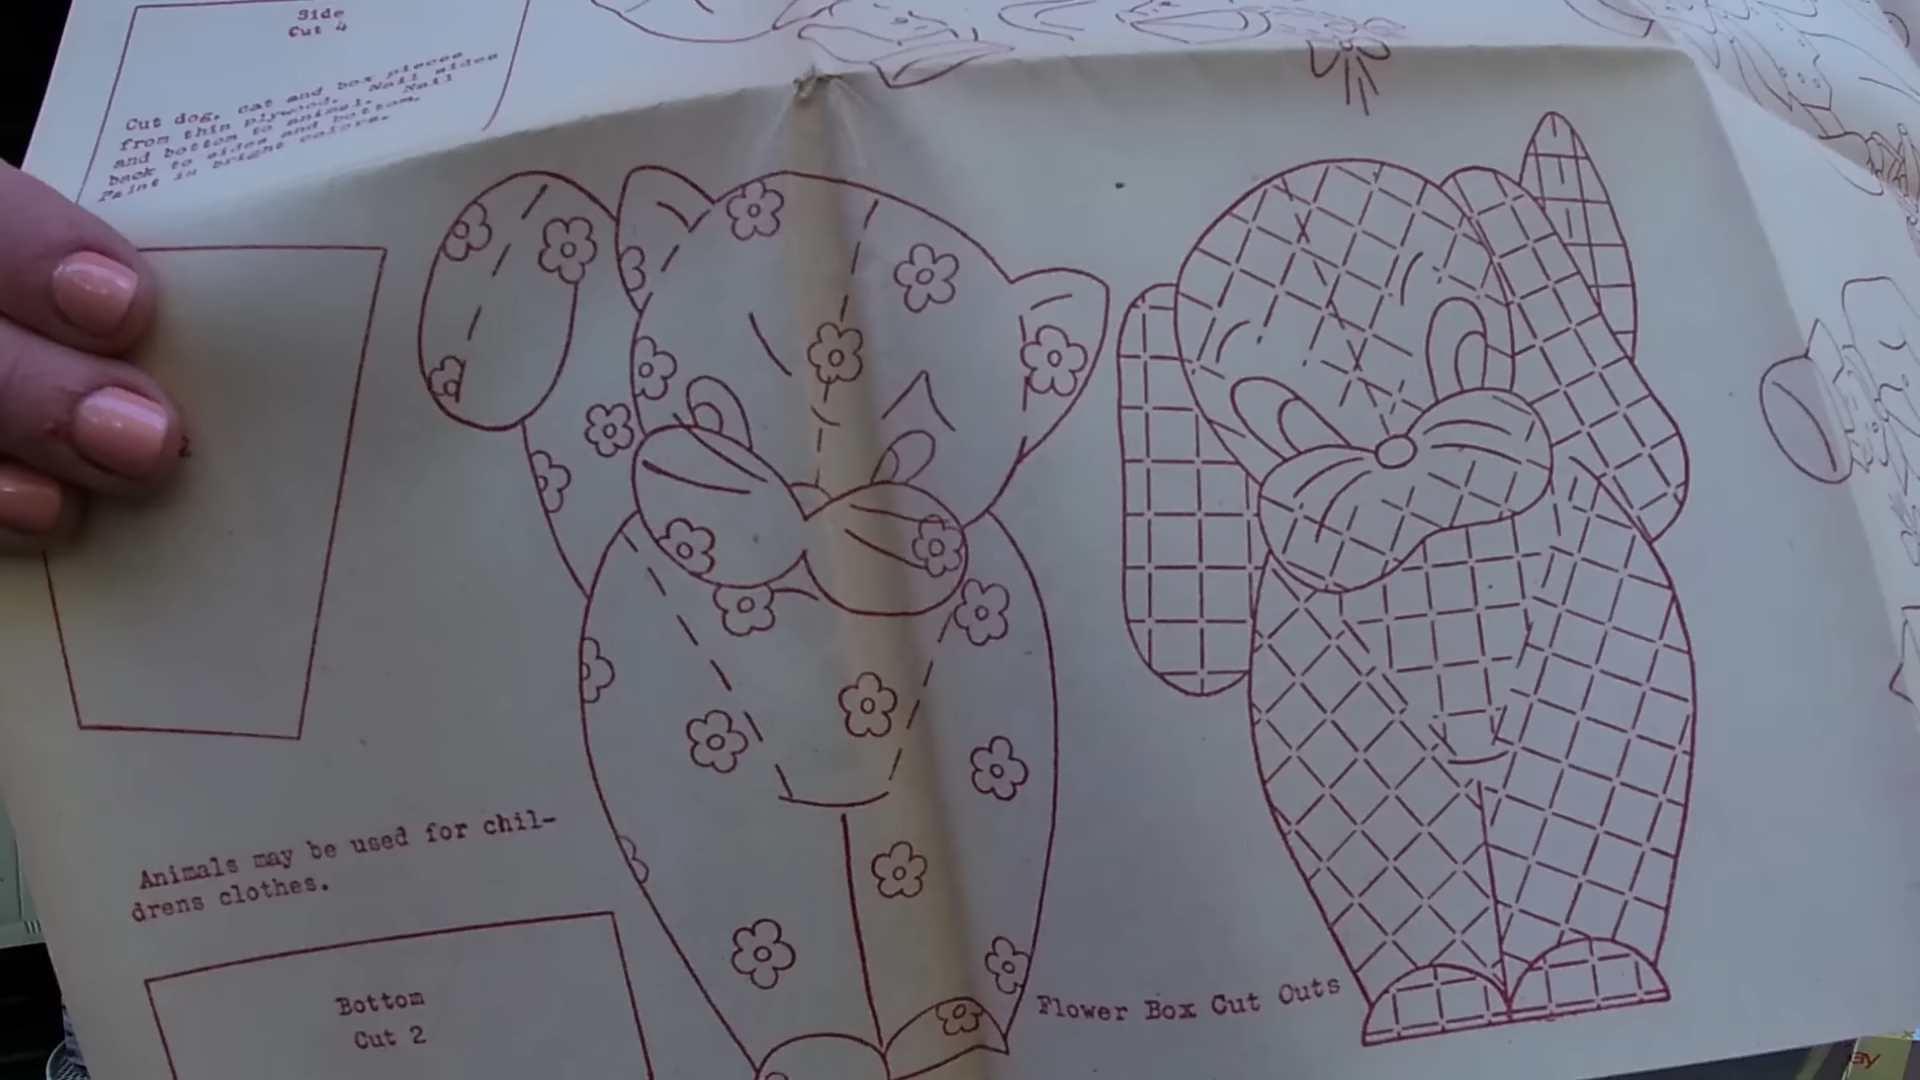 Side
Cut 4
Cut dog, cat and box pieces
from thin plywood. Nail sides
and bottom to animal. Nail
back to sides and bottom.
Paint in bright colors.
2
Animals may be used for chil-
drens clothes.
Bottom
Cut 2
Flower Box Cut Outs
ay